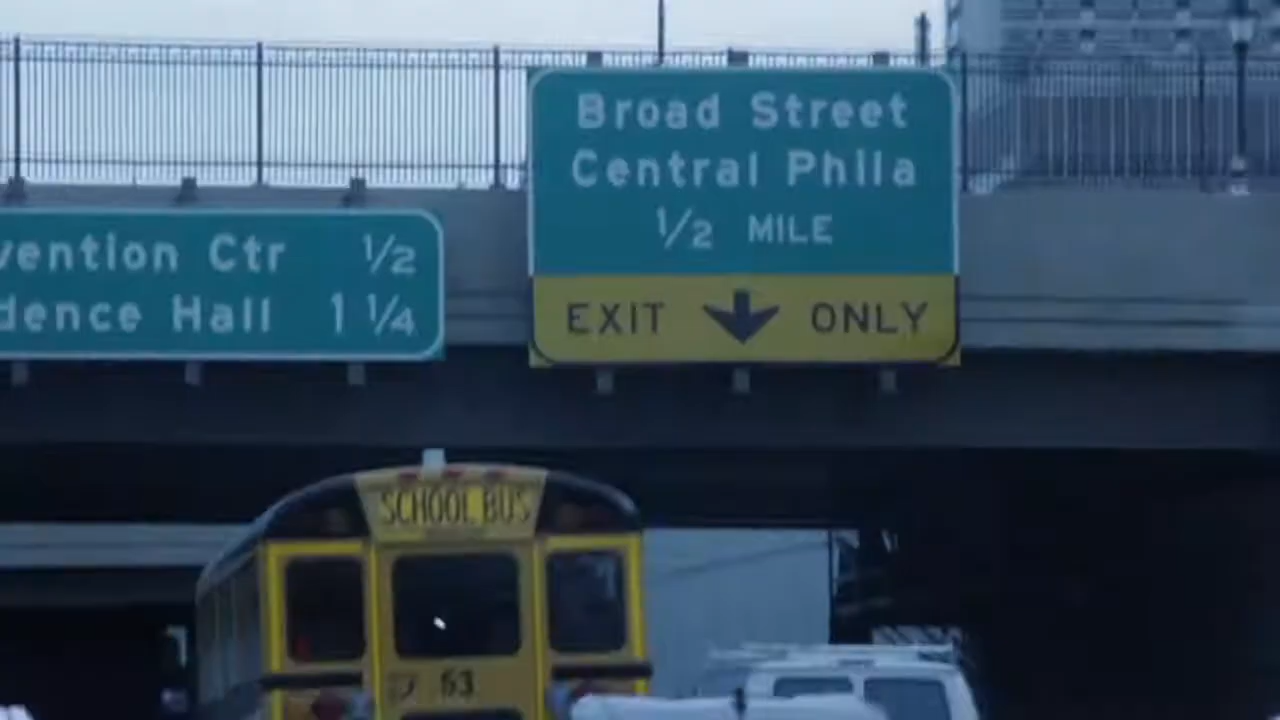 vention Ctr 1/2
dence Hall 1 1/4
Broad Street
Central Phila
1/2 MILE
EXIT ONLY
SCHOOL BUS
53